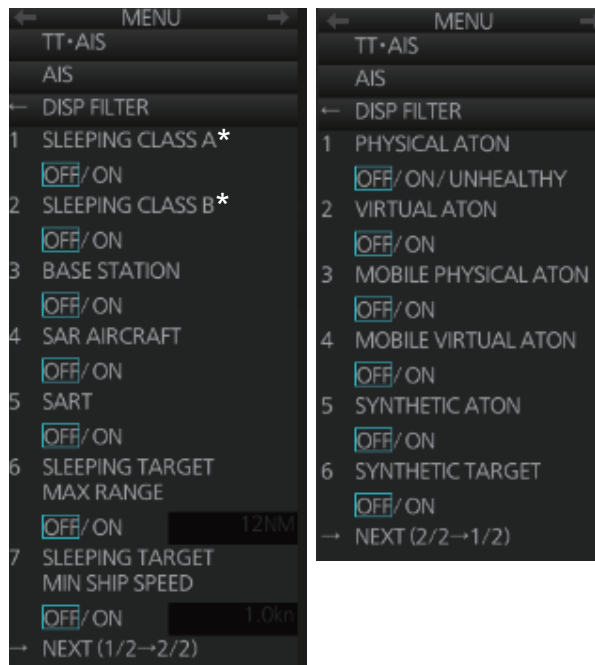 ← MENU →
TT・AIS
AIS
← DISP FILTER
1 SLEEPING CLASS A*
OFF/ ON
2 SLEEPING CLASS B*
OFF/ ON
3 BASE STATION
OFF/ ON
4 SAR AIRCRAFT
OFF/ ON
5 SART
OFF/ ON
6 SLEEPING TARGET
MAX RANGE
OFF/ ON 12NM
7 SLEEPING TARGET
MIN SHIP SPEED
OFF/ ON 1.0kn
→ NEXT (1/2→2/2)
← MENU →
TT・AIS
AIS
← DISP FILTER
1 PHYSICAL ATON
OFF/ ON/ UNHEALTHY
2 VIRTUAL ATON
OFF/ ON
3 MOBILE PHYSICAL ATON
OFF/ ON
4 MOBILE VIRTUAL ATON
OFF/ ON
5 SYNTHETIC ATON
OFF/ ON
6 SYNTHETIC TARGET
OFF/ ON
→ NEXT (2/2→1/2)